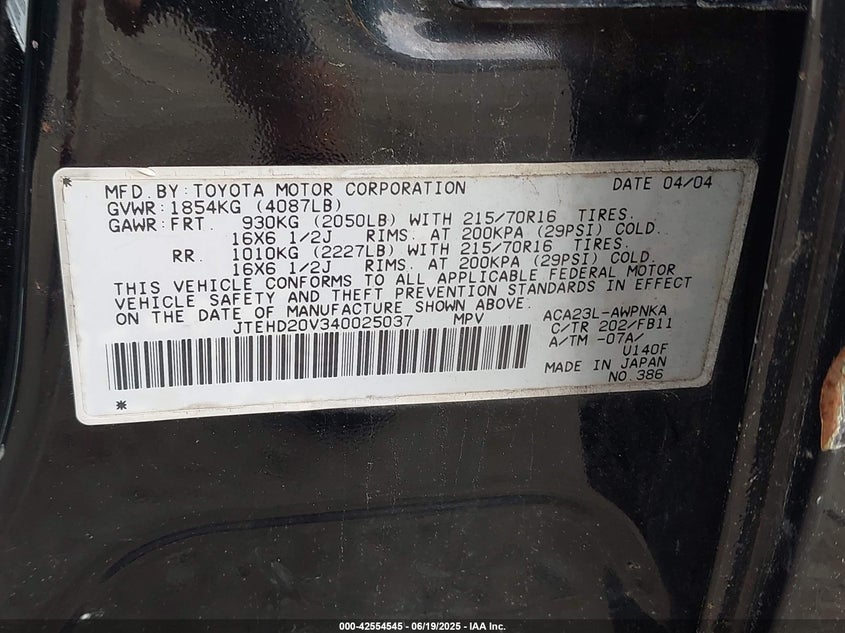 MFD. BY: TOYOTA MOTOR CORPORATION DATE 04/04
GVWR: 1854KG (4087LB)
GAWR: FRT. 930KG (2050LB) WITH 215/70R16 TIRES.
16X6 1/2J RIMS. AT 200KPA (29PSI) COLD.
RR. 1010KG (2227LB) WITH 215/70R16 TIRES.
16X6 1/2J RIMS. AT 200KPA (29PSI) COLD.
THIS VEHICLE CONFORMS TO ALL APPLICABLE FEDERAL MOTOR
VEHICLE SAFETY AND THEFT PREVENTION STANDARDS IN EFFECT
ON THE DATE OF MANUFACTURE SHOWN ABOVE.
JTEHD20V340025037 MPV
ACA23L-AWPNKA
C/TR 202/FB11
A/TM -07A/
U140F
MADE IN JAPAN
NO. 386
000-42554545 - 06/19/2025 - IAA Inc.